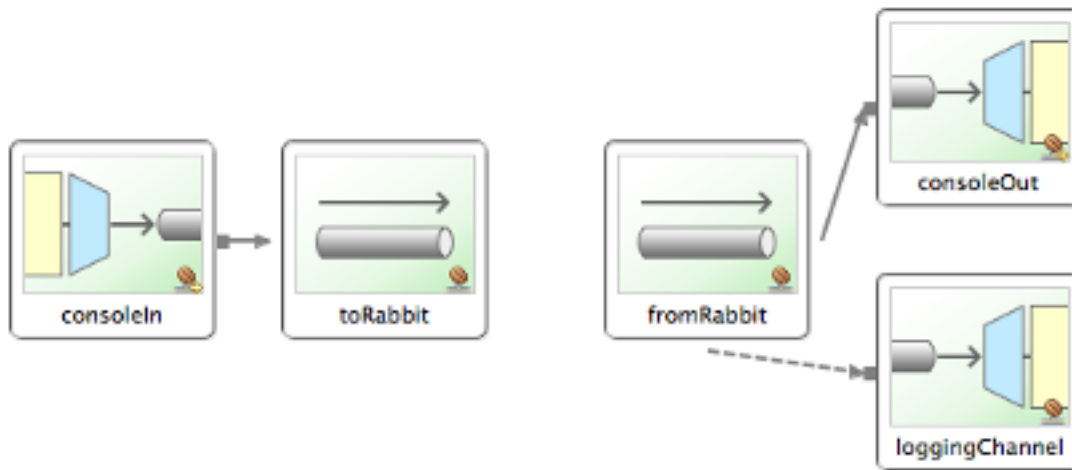 consoleIn
toRabbit
fromRabbit
consoleOut
loggingChannel